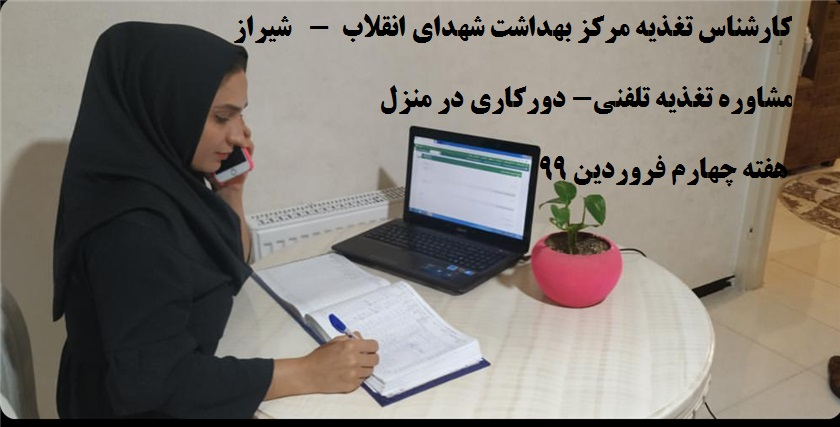 کارشناس تغذیه مرکز بهداشت شهدای انقلاب - شیراز
مشاوره تغذیه تلفنی- دورکاری در منزل
هفته چهارم فروردین ۹۹